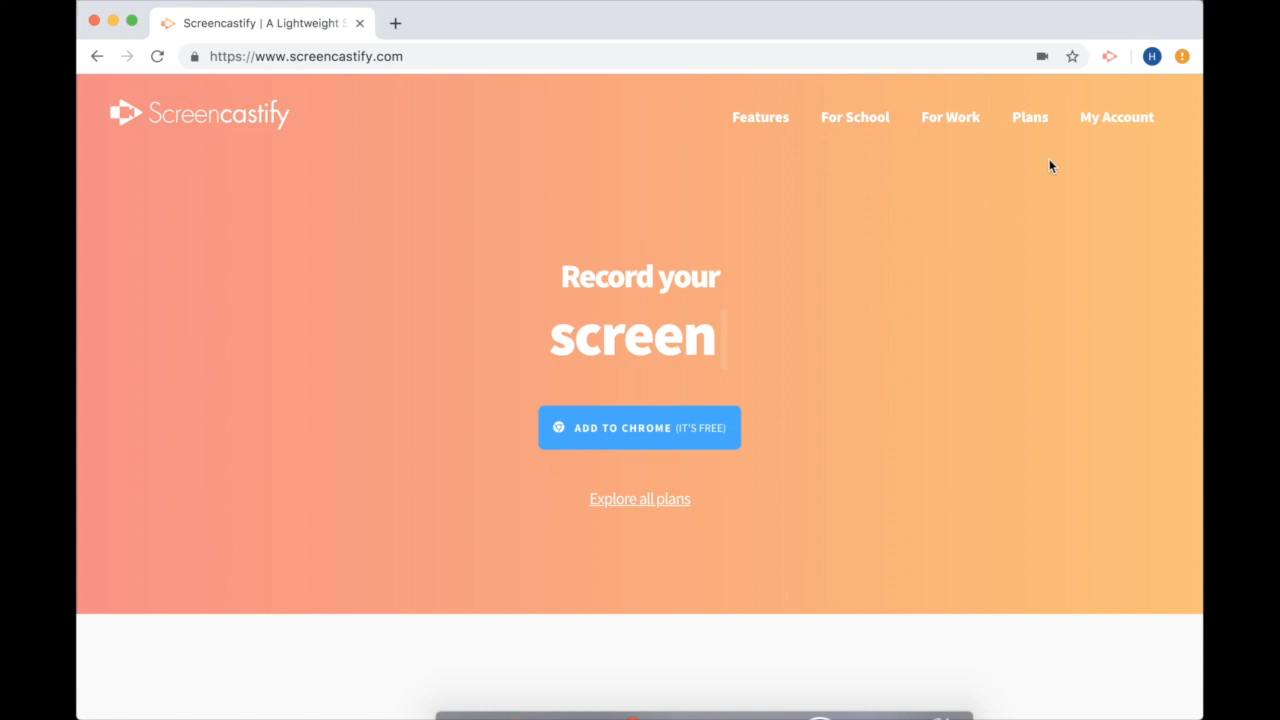 Screencastify | A Lightweight S
https://www.screencastify.com
H
Screencastify
Features For School For Work Plans My Account
Record your
screen
ADD TO CHROME (IT'S FREE)
Explore all plans